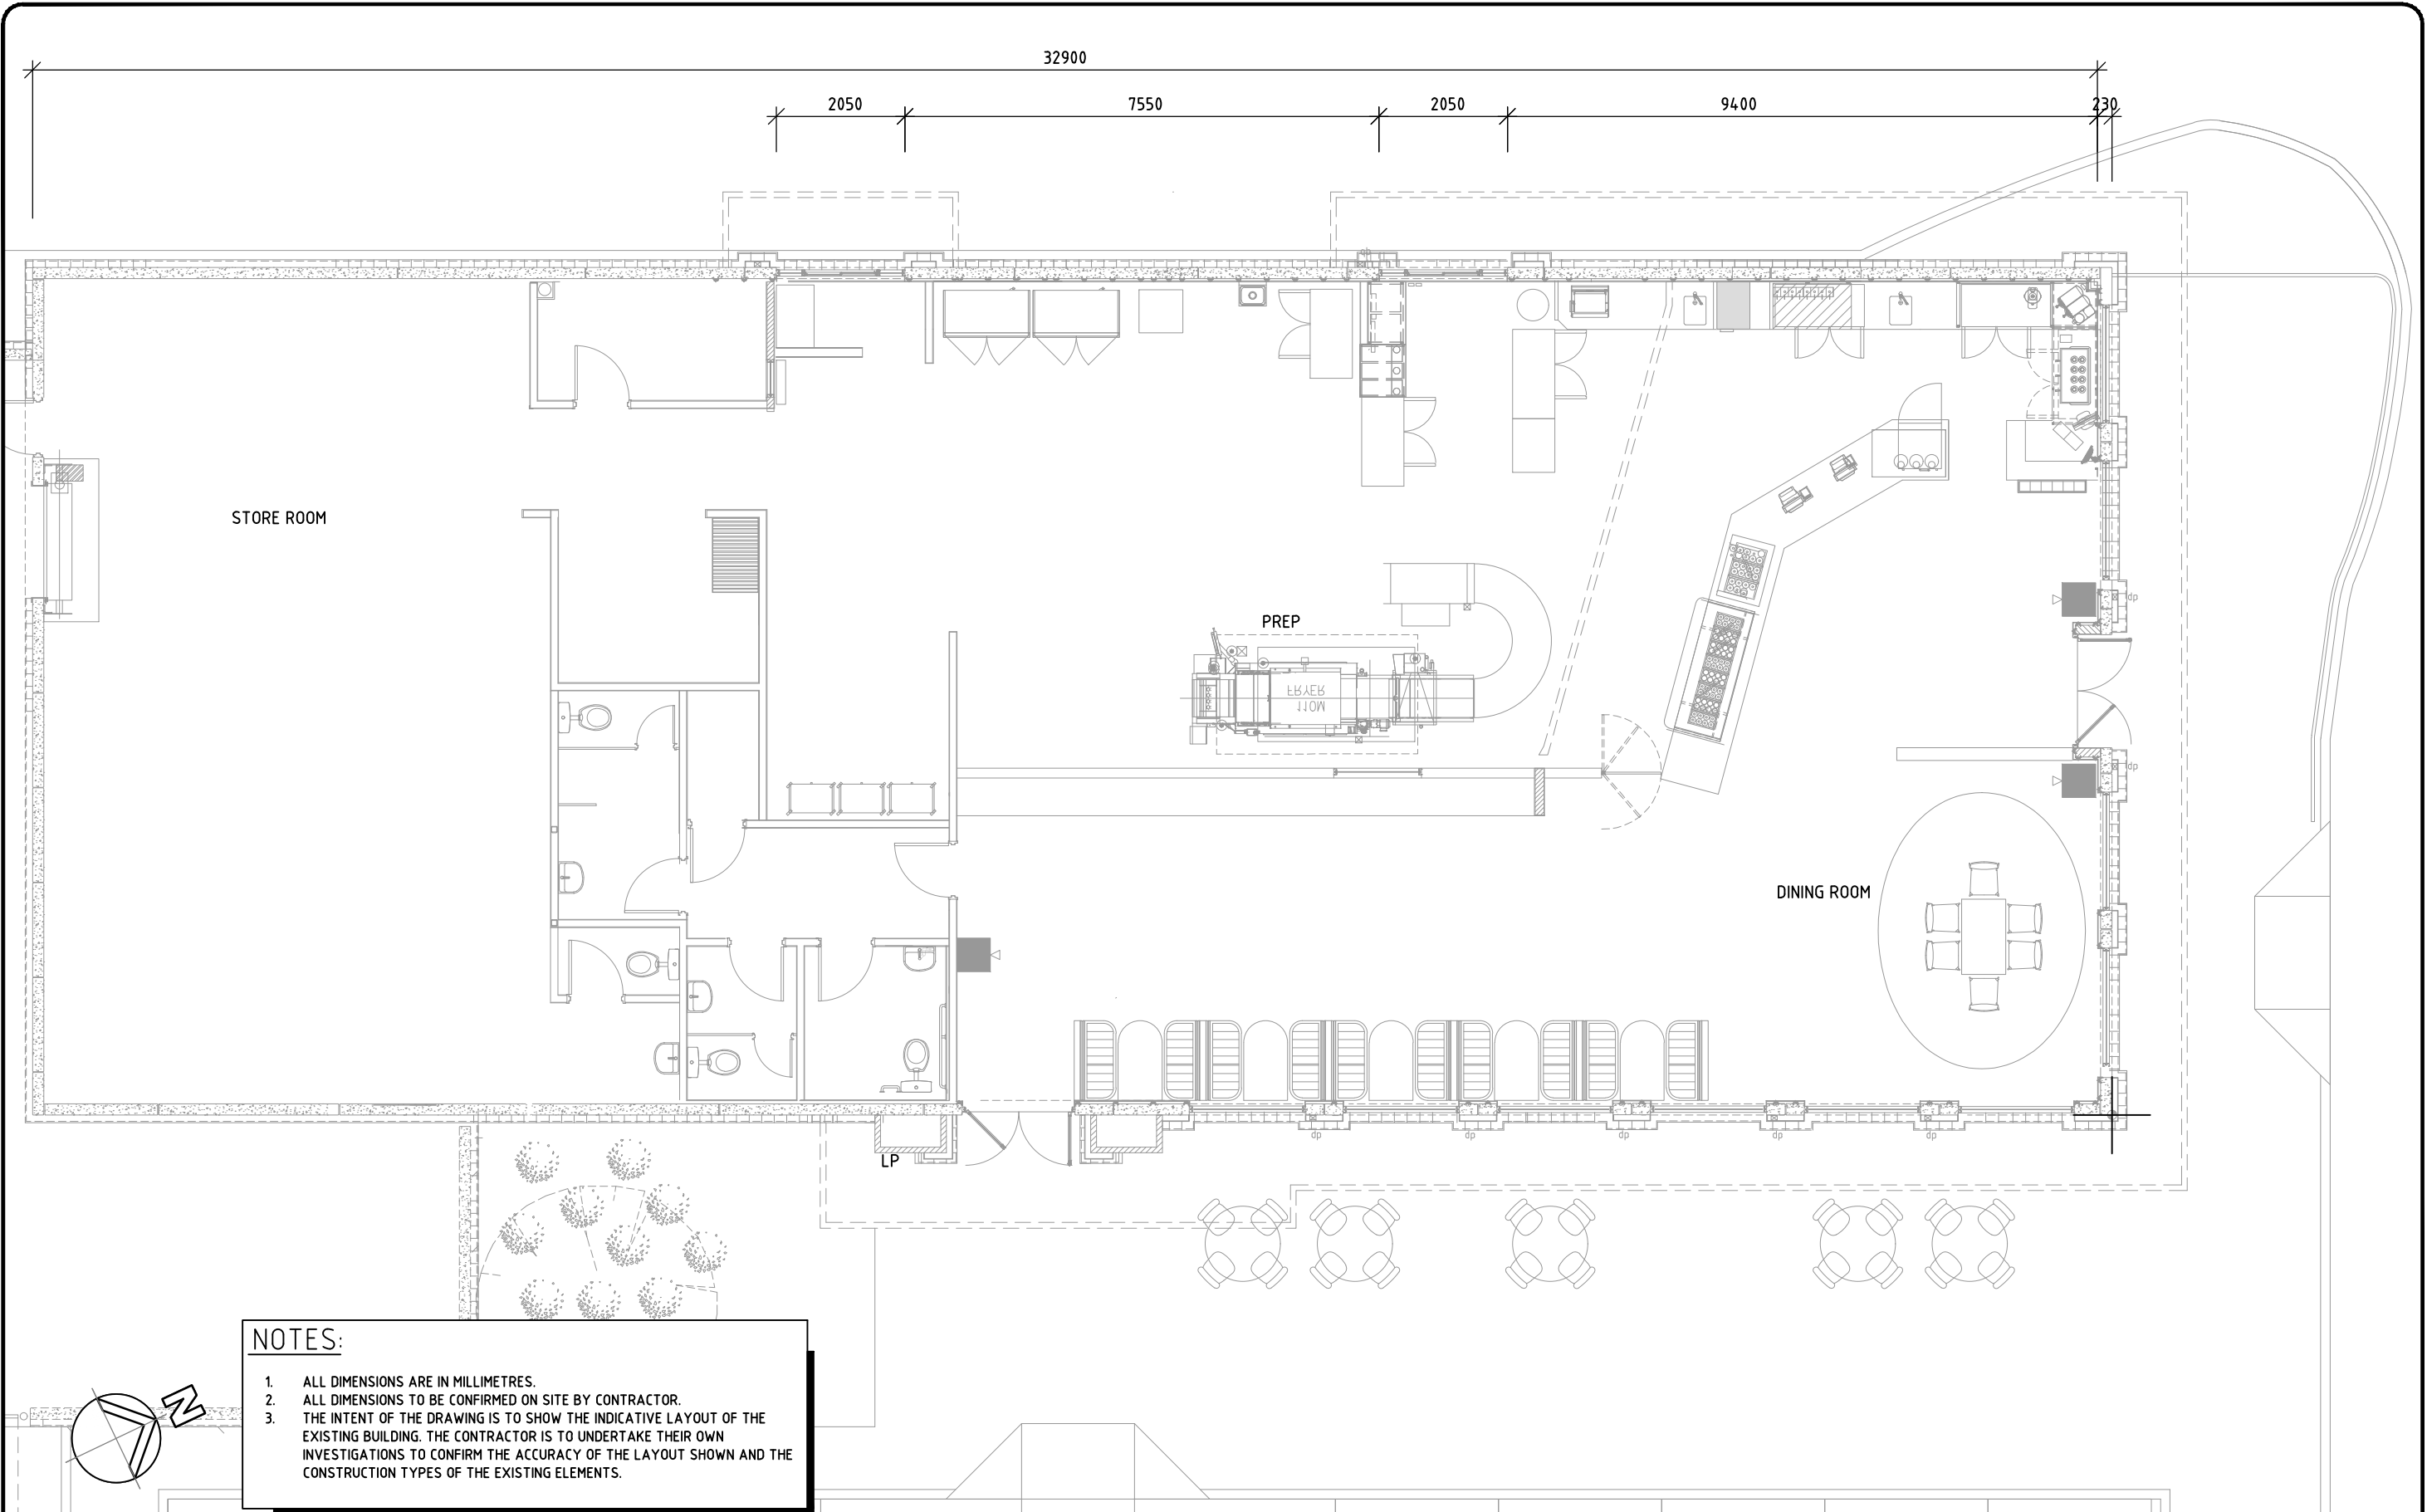 32900
2050
7550
2050
9400
230
dp
STORE ROOM
dp
PREP
FRYER
110M
dp
DINING ROOM
dp
dp
dp
dp
dp
LP
NOTES:
1. ALL DIMENSIONS ARE IN MILLIMETRES.
2. ALL DIMENSIONS TO BE CONFIRMED ON SITE BY CONTRACTOR.
3. THE INTENT OF THE DRAWING IS TO SHOW THE INDICATIVE LAYOUT OF THE
EXISTING BUILDING. THE CONTRACTOR IS TO UNDERTAKE THEIR OWN
INVESTIGATIONS TO CONFIRM THE ACCURACY OF THE LAYOUT SHOWN AND THE
CONSTRUCTION TYPES OF THE EXISTING ELEMENTS.
N